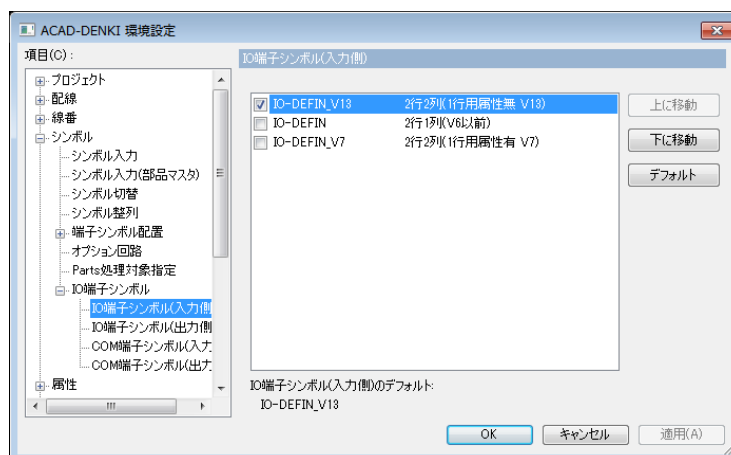 ACAD-DENKI 環境設定
項目(C):
プロジェクト
配線
線番
シンボル
シンボル入力
シンボル入力(部品マスタ)
シンボル切替
シンボル整列
端子シンボル配置
オプション回路
Parts処理対象指定
IO端子シンボル
IO端子シンボル(入力側
IO端子シンボル(出力側
COM端子シンボル(入力
COM端子シンボル(出力
属性
IO端子シンボル(入力側)
IO-DEFIN_V13 2行2列(1行用属性無 V13)
IO-DEFIN 2行1列(V6以前)
IO-DEFIN_V7 2行2列(1行用属性有 V7)
上に移動
下に移動
デフォルト
IO端子シンボル(入力側)のデフォルト:
IO-DEFIN_V13
OK キャンセル 適用(A)